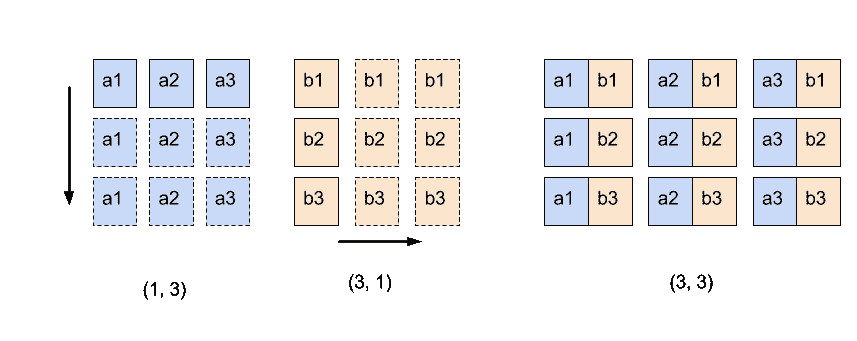 a1 a2 a3 b1 b1 b1 a1 b1 a2 b1 a3 b1
a1 a2 a3 b2 b2 b2 a1 b2 a2 b2 a3 b2
a1 a2 a3 b3 b3 b3 a1 b3 a2 b3 a3 b3
(1, 3) (3, 1) (3, 3)